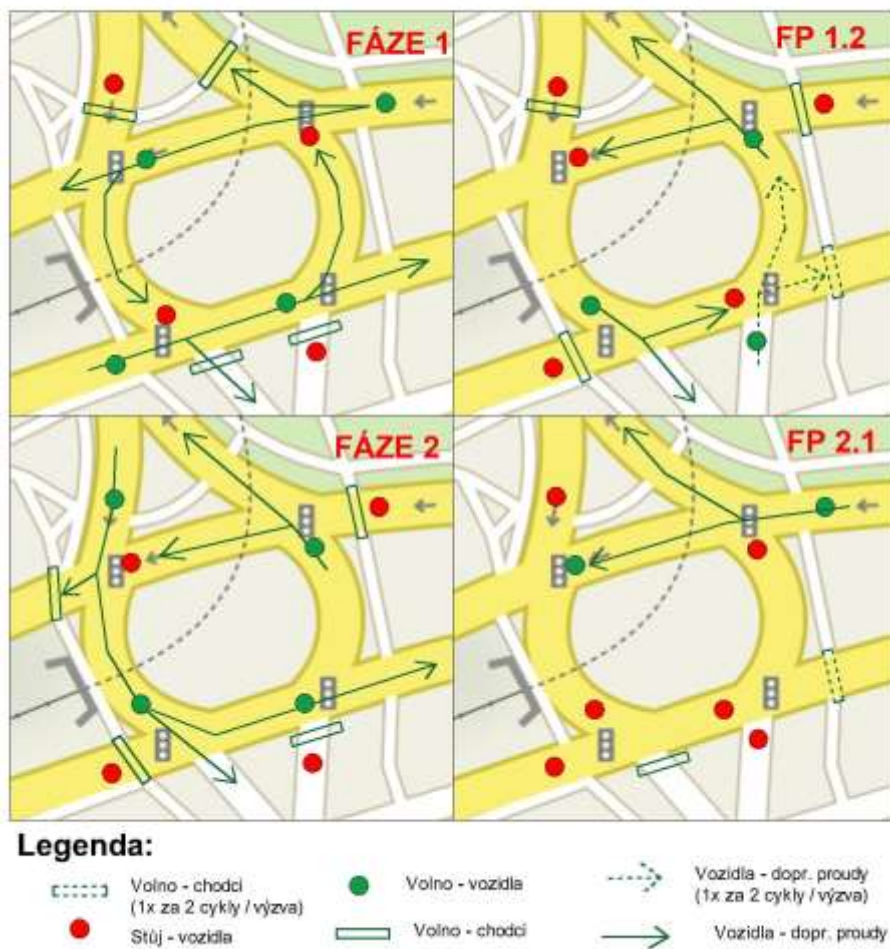 FÁZE 1
FP 1.2
FÁZE 2
FP 2.1
Legenda:
Volno - chodci
(1x za 2 cykly / výzva)
Volno - vozidla
Vozidla - dopr. proudy
(1x za 2 cykly / výzva)
Stůj - vozidla
Volno - chodci
Vozidla - dopr. proudy